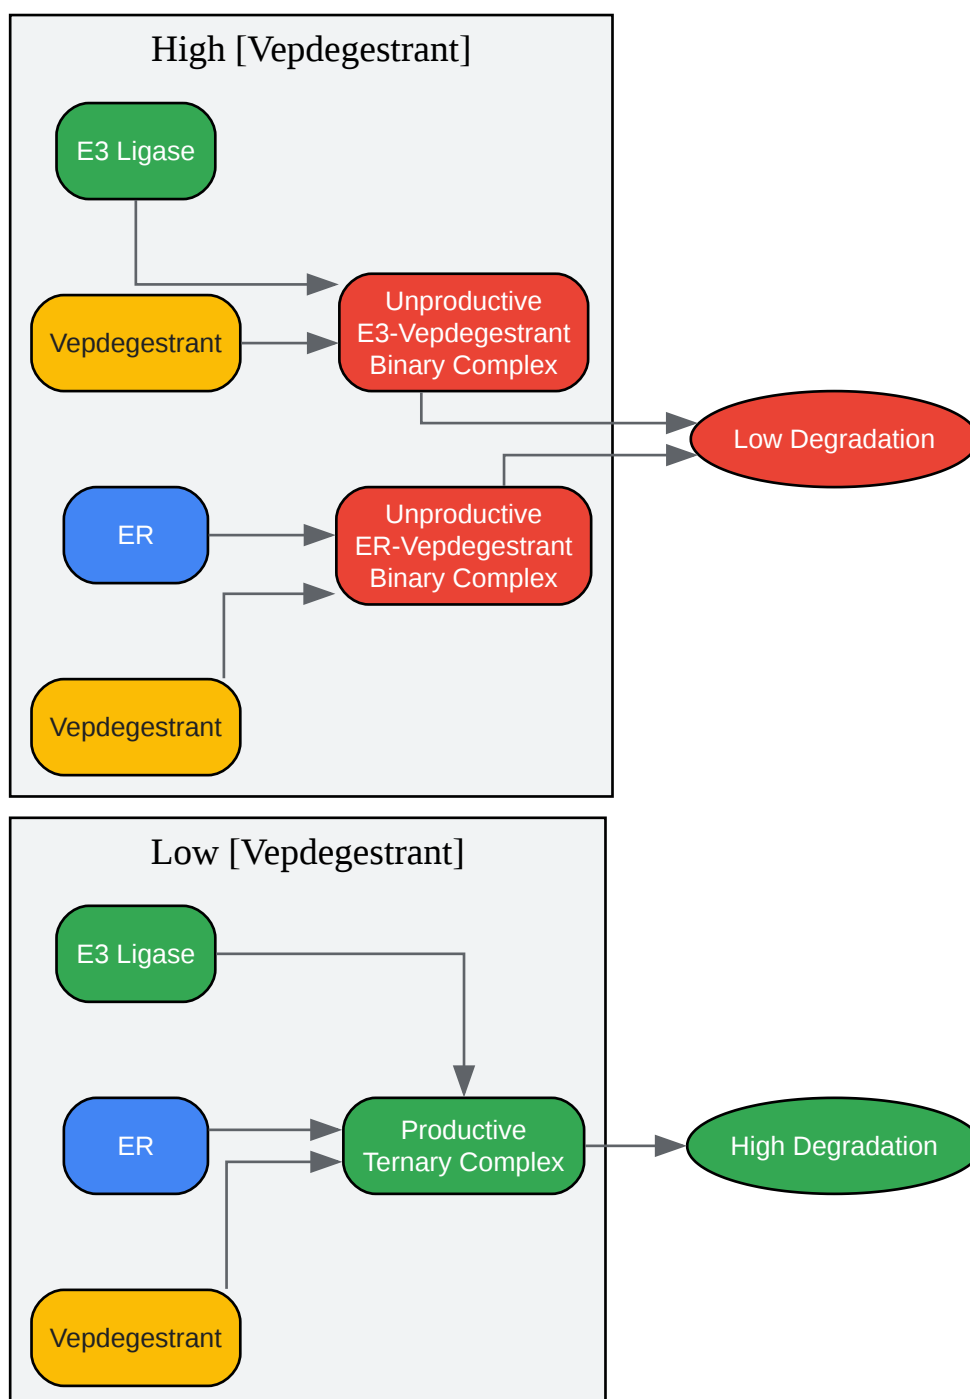 High [Vepdegestrant]
E3 Ligase
Vepdegestrant
Unproductive
E3-Vepdegestrant
Binary Complex
Low Degradation
ER
Unproductive
ER-Vepdegestrant
Binary Complex
Vepdegestrant
Low [Vepdegestrant]
E3 Ligase
ER
Productive
Ternary Complex
High Degradation
Vepdegestrant